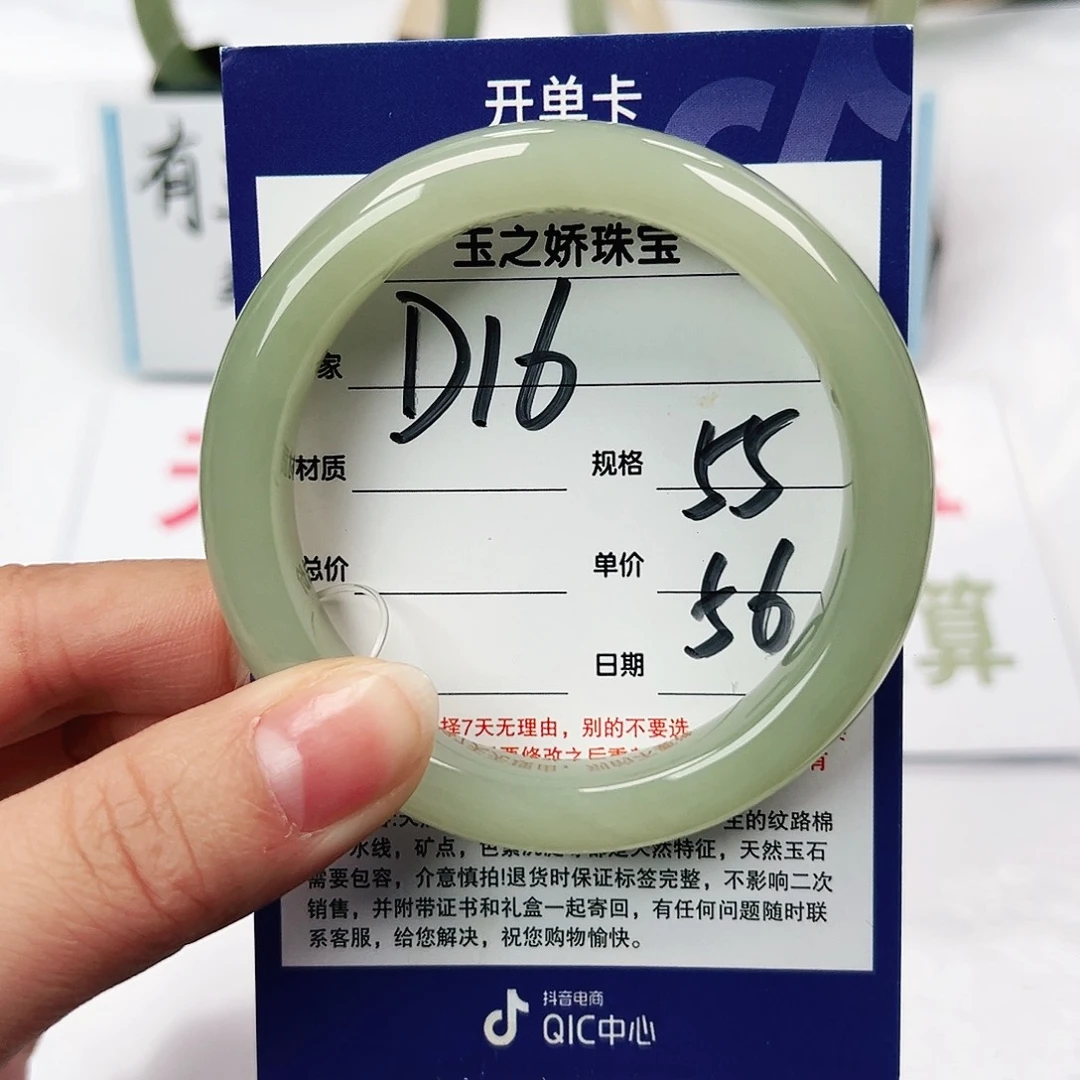 开单卡
有
玉之娇珠宝
家 D16
材质 规格 55
总价 单价 56
日期
算
择7天无理由，别的不要选
有
生的纹路棉
水线，矿点，色 天然特征，天然玉石
需要包容，介意慎拍!退货时保证标签完整，不影响二次
销售，并附带证书和礼盒一起寄回，有任何问题随时联
系客服，给您解决，祝您购物愉快。
抖音电商
QIC中心